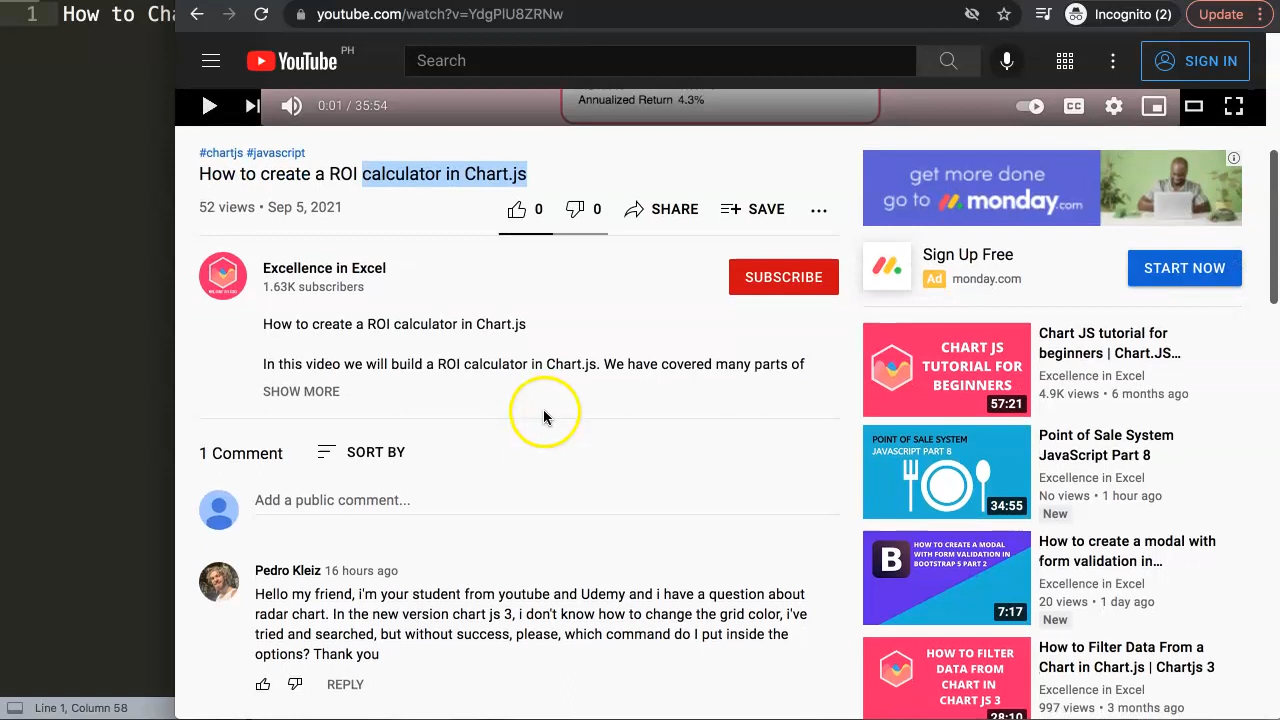 1 How to Cha
youtube.com/watch?v=YdgPlU8ZRNw
Incognito (2)
Update
YouTube PH
Search
SIGN IN
Annualized Return 4.3%
0:01 / 35:54
CC
#chartjs #javascript
How to create a ROI calculator in Chart.js
52 views • Sep 5, 2021
0
0
SHARE
SAVE
Excellence in Excel
1.63K subscribers
SUBSCRIBE
How to create a ROI calculator in Chart.js
In this video we will build a ROI calculator in Chart.js. We have covered many parts of
SHOW MORE
1 Comment
SORT BY
Add a public comment...
Pedro Kleiz 16 hours ago
Hello my friend, i'm your student from youtube and Udemy and i have a question about
radar chart. In the new version chart js 3, i don't know how to change the grid color, i've
tried and searched, but without success, please, which command do I put inside the
options? Thank you
REPLY
get more done
go to monday.com
Sign Up Free
Ad monday.com
START NOW
CHART JS
TUTORIAL FOR
BEGINNERS
57:21
Chart JS tutorial for
beginners | Chart.JS...
Excellence in Excel
4.9K views • 6 months ago
POINT OF SALE SYSTEM
JAVASCRIPT PART 8
34:55
Point of Sale System
JavaScript Part 8
Excellence in Excel
No views • 1 hour ago
New
B
HOW TO CREATE A MODAL
WITH FORM VALIDATION IN
BOOTSTRAP 5 PART 2
7:17
How to create a modal with
form validation in...
Excellence in Excel
20 views • 1 day ago
New
HOW TO FILTER
DATA FROM
CHART IN
CHART JS 3
28:10
How to Filter Data From a
Chart in Chart.js | Chartjs 3
Excellence in Excel
997 views • 3 months ago
Line 1, Column 58